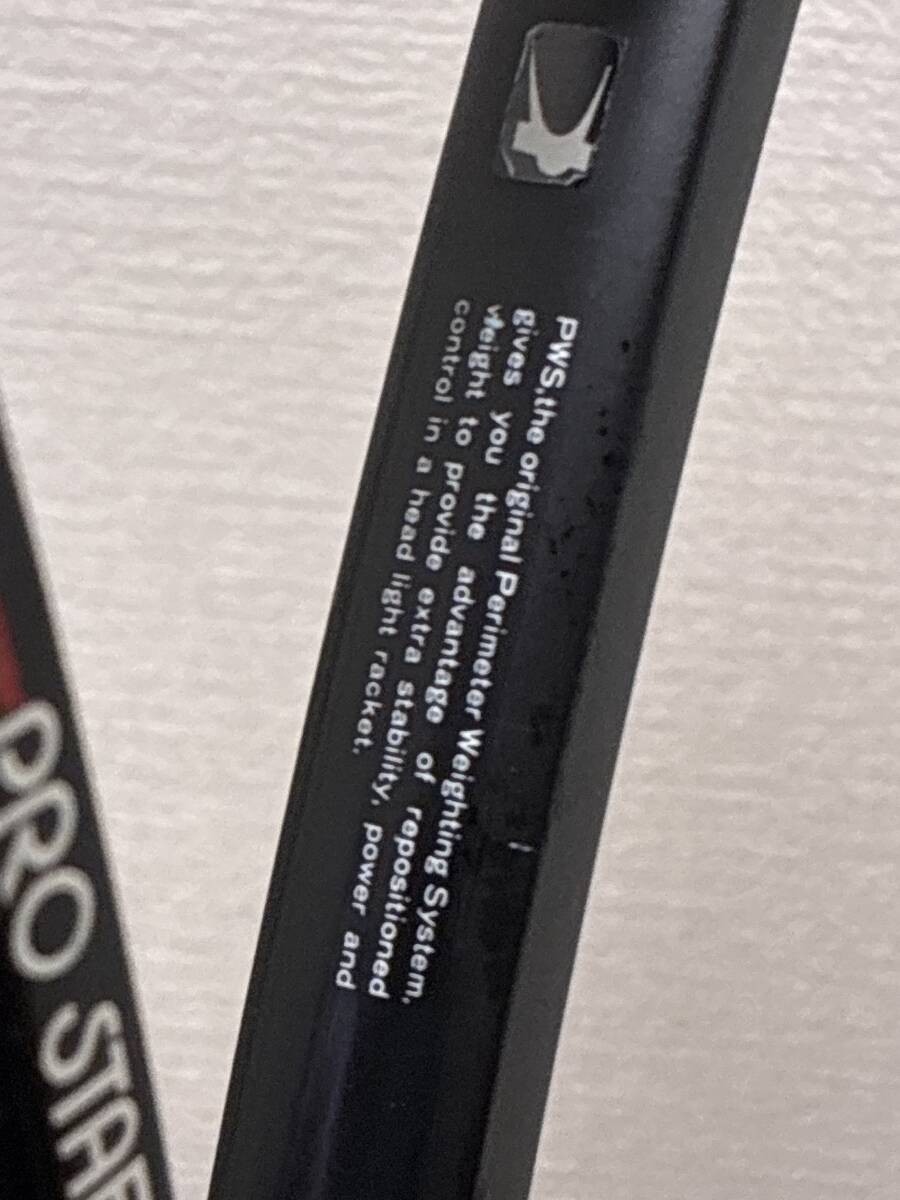 PWS,the original Perimeter Weighting System,
gives you the advantage of repositioned
weight to provide extra stability, power and
control in a head light racket.
PRO STAF